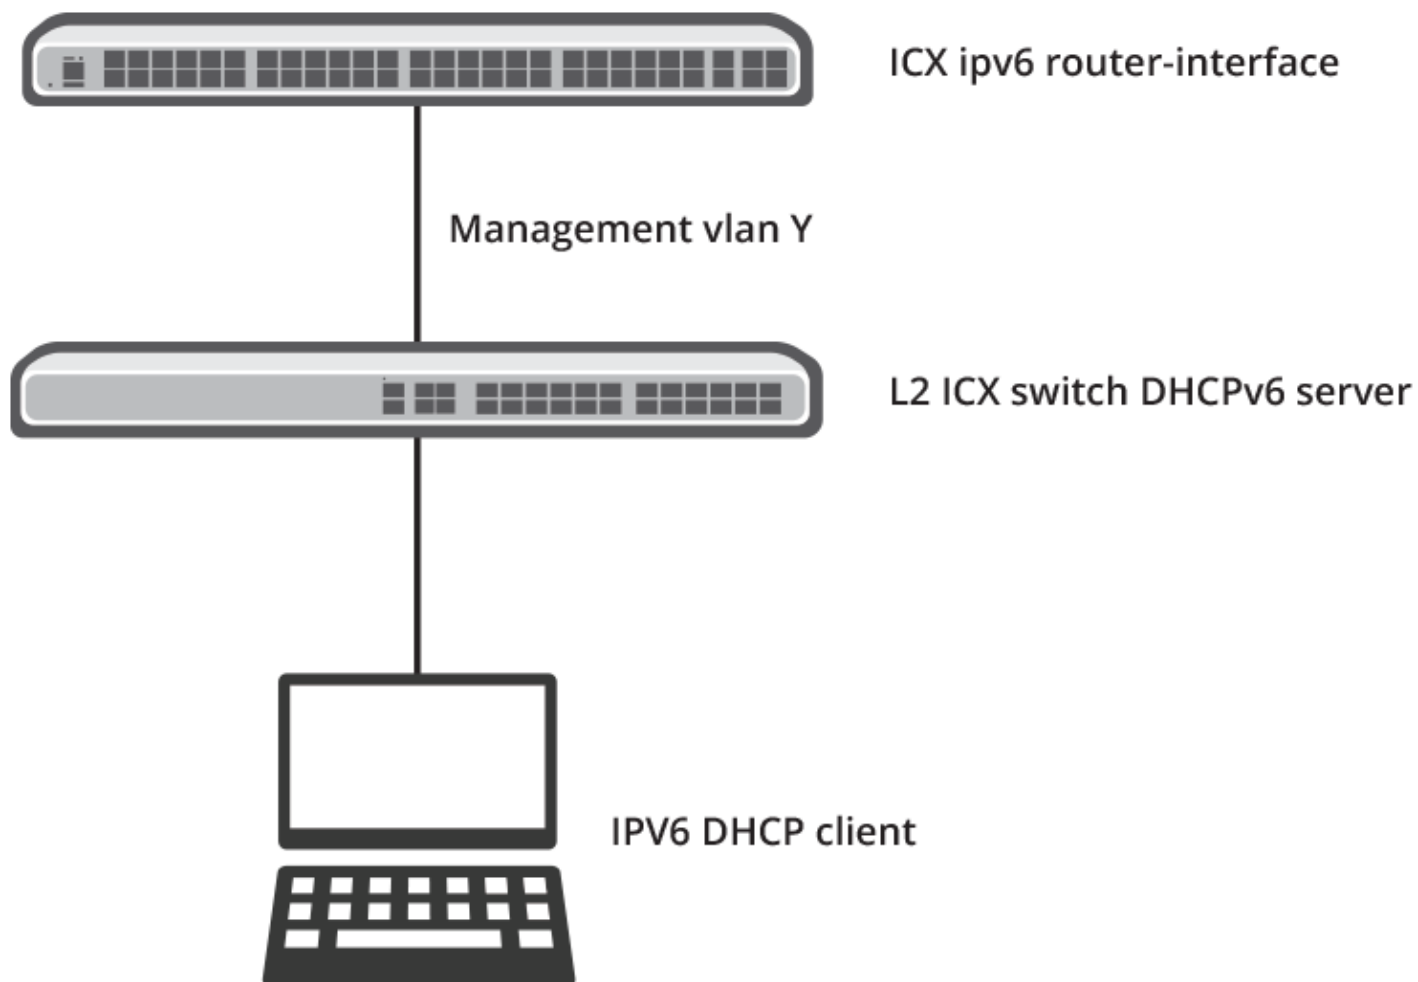 ICX ipv6 router-interface
Management vlan Y
L2 ICX switch DHCPv6 server
IPV6 DHCP client